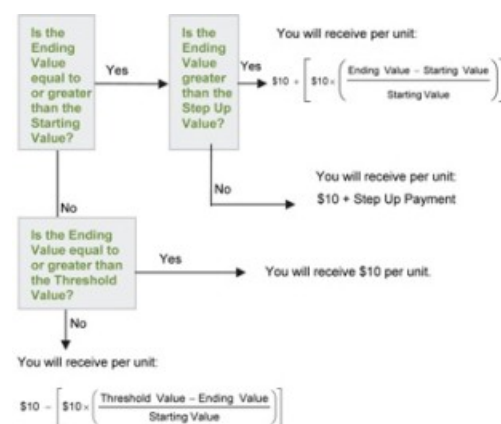 Is the
Ending
Value
equal to
or greater
than the
Starting
Value?
Yes
Is the
Ending
Value
greater
than the
Step Up
Value?
Yes
You will receive per unit:
$10 + [ $10 × ( Ending Value – Starting Value
Starting Value ) ]
No
You will receive per unit:
$10 + Step Up Payment
No
Is the Ending
Value equal to
or greater than
the Threshold
Value?
Yes
You will receive $10 per unit.
No
You will receive per unit:
$10 – [ $10 × ( Threshold Value – Ending Value
Starting Value ) ]